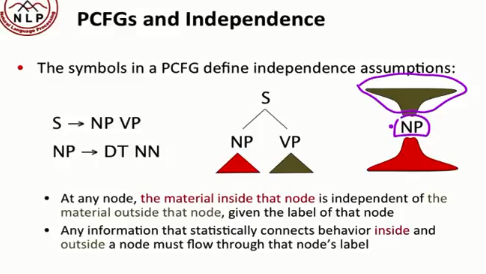 NLP
PCFGs and Independence
• The symbols in a PCFG define independence assumptions:
S → NP VP
NP → DT NN
S
NP VP
NP
• At any node, the material inside that node is independent of the
material outside that node, given the label of that node
• Any information that statistically connects behavior inside and
outside a node must flow through that node's label